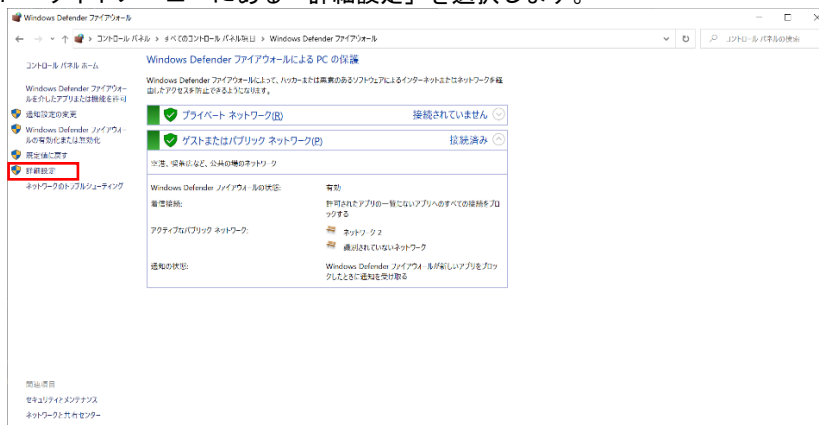 サイドメニューにある「詳細設定」を選択します。
Windows Defender ファイアウォール
コントロール パネル > すべてのコントロール パネル項目 > Windows Defender ファイアウォール
コントロール パネルの検索
コントロール パネル ホーム
Windows Defender ファイアウォー
ルを介したアプリまたは機能を許可
通知設定の変更
Windows Defender ファイアウォー
ルの有効化または無効化
既定値に戻す
詳細設定
ネットワークのトラブルシューティング
Windows Defender ファイアウォールによる PC の保護
Windows Defender ファイアウォールによって、ハッカーまたは悪意のあるソフトウェアによるインターネットまたはネットワークを経
由したアクセスを防止できるようになります。
プライベート ネットワーク(R) 接続されていません
ゲストまたはパブリック ネットワーク(P) 接続済み
空港、喫茶店など、公共の場のネットワーク
Windows Defender ファイアウォールの状態: 有効
着信接続: 許可されたアプリの一覧にないアプリへのすべての接続をブロ
ックする
アクティブなパブリック ネットワーク: ネットワーク 2
識別されていないネットワーク
通知の状態: Windows Defender ファイアウォールが新しいアプリをブロッ
クしたときに通知を受け取る
関連項目
セキュリティとメンテナンス
ネットワークと共有センター